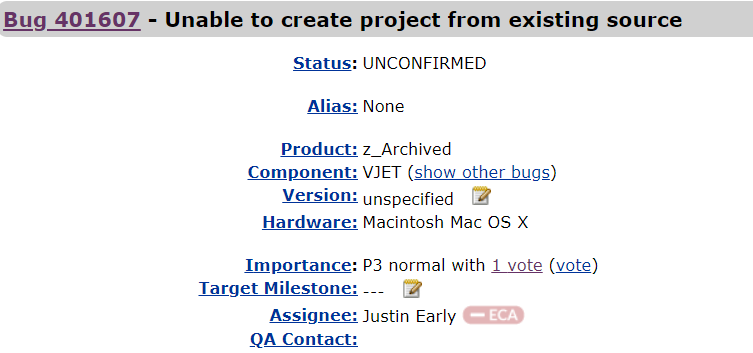 Bug 401607 - Unable to create project from existing source
Status: UNCONFIRMED
Alias: None
Product: z_Archived
Component: VJET (show other bugs)
Version: unspecified
Hardware: Macintosh Mac OS X
Importance: P3 normal with 1 vote (vote)
Target Milestone: ---
Assignee: Justin Early ECA
QA Contact: